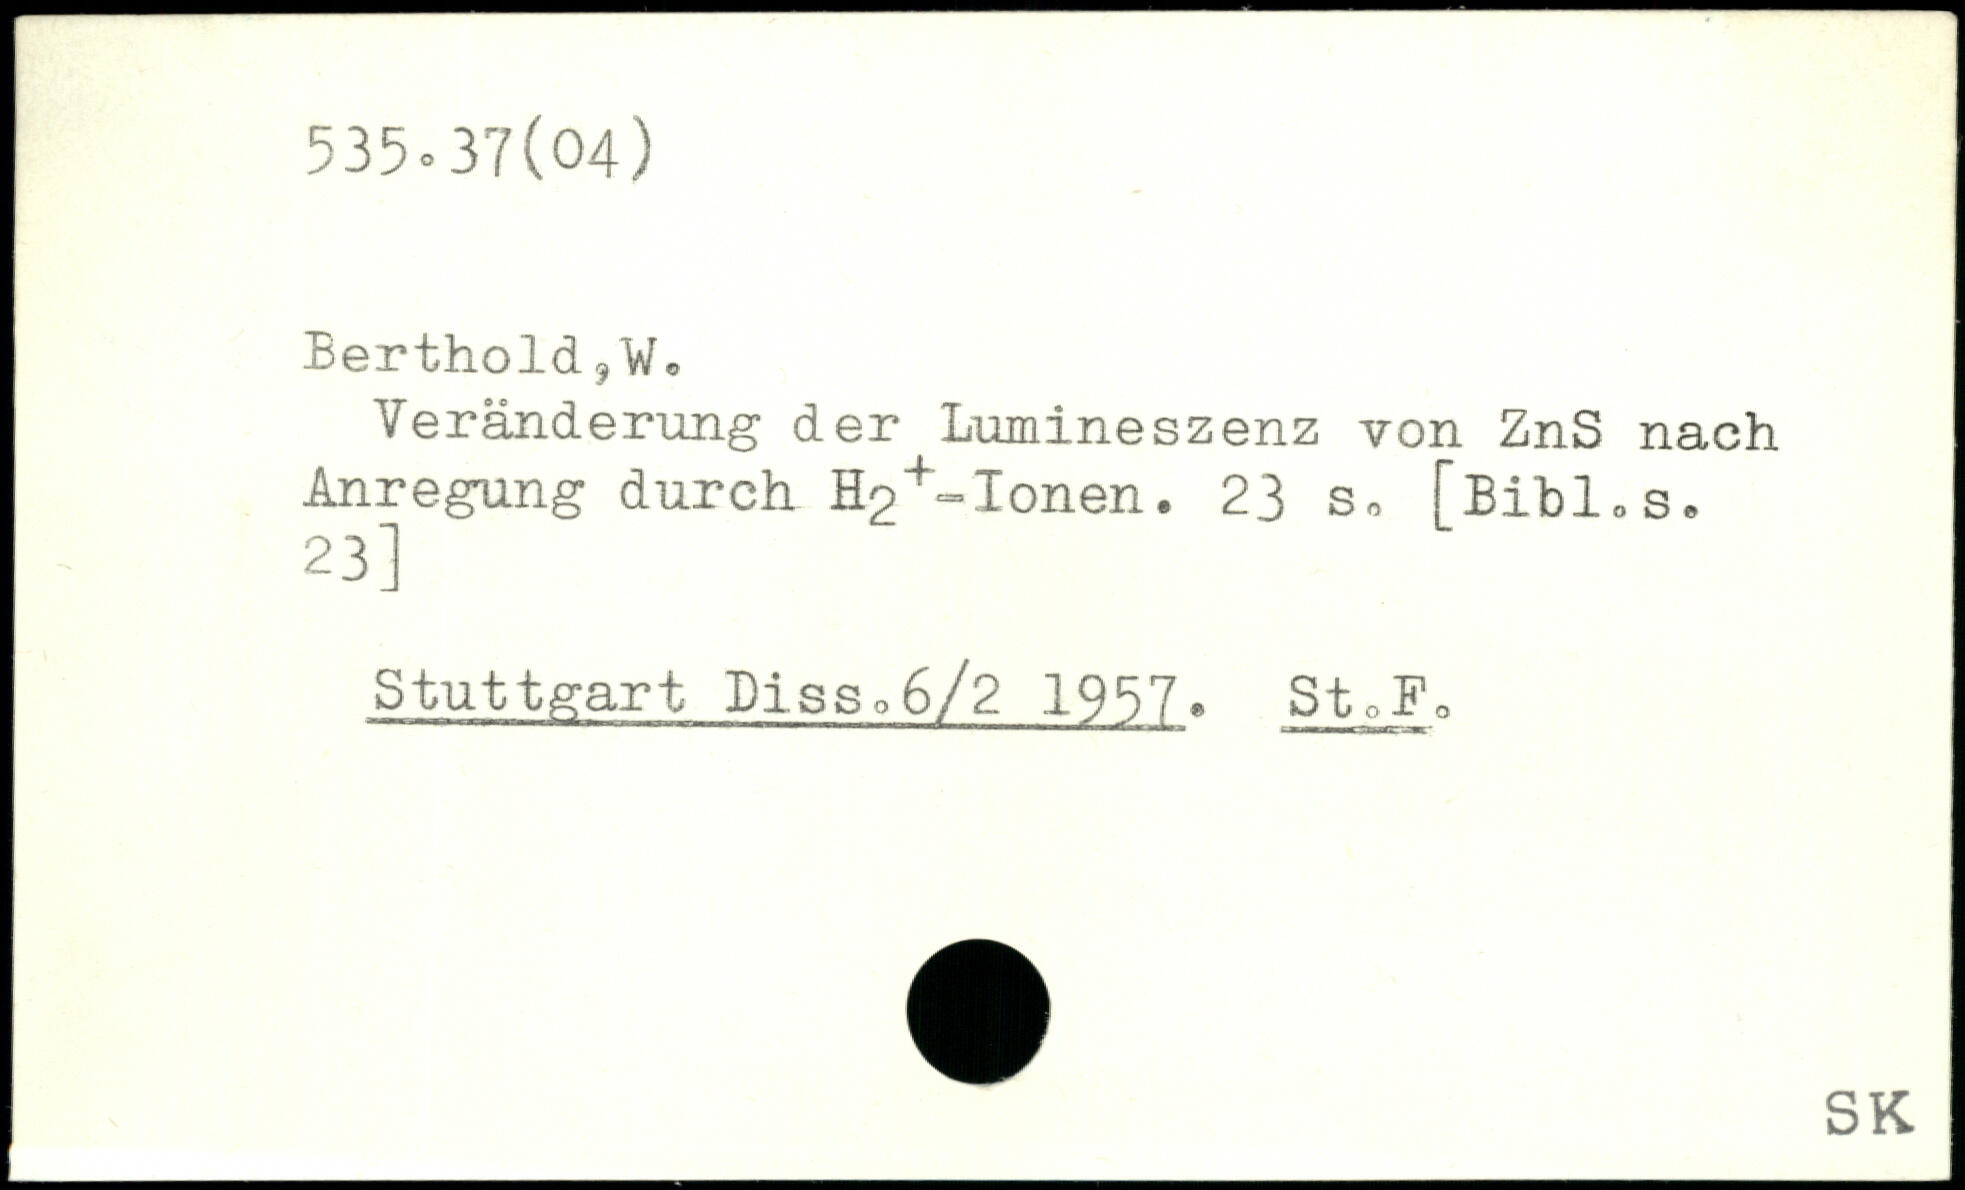 535.37(04)
Berthold,W.
Veränderung der Lumineszenz von ZnS nach
Anregung durch H₂⁺-Ionen. 23 s. [Bibl.s.
23]
Stuttgart Diss.6/2 1957. St.F.
SK